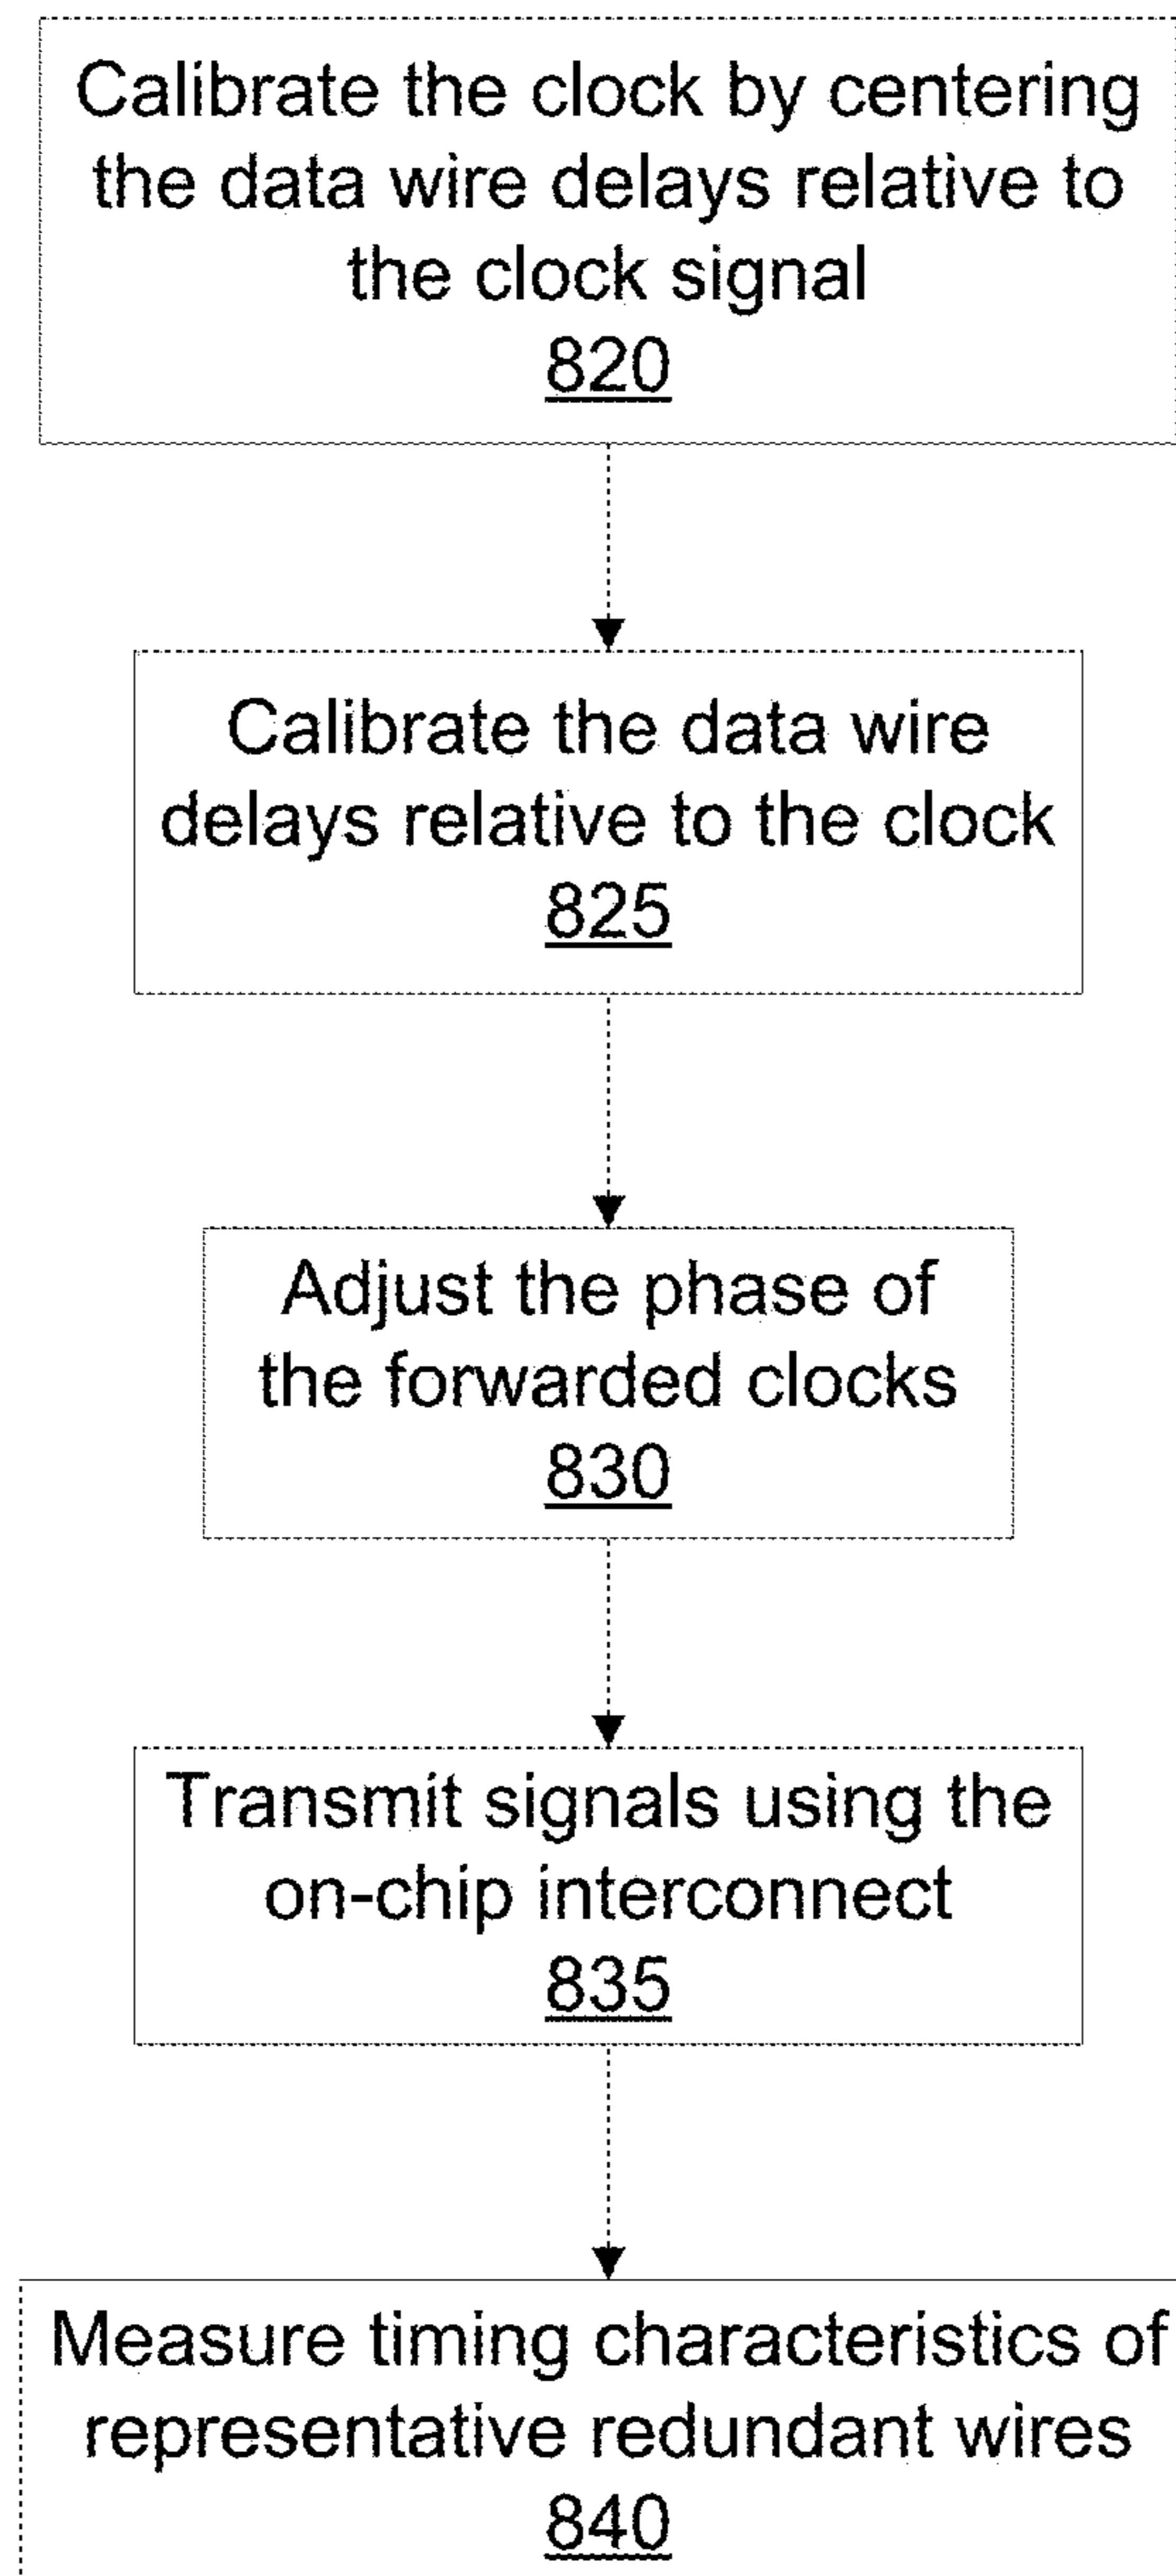 Calibrate the clock by centering
the data wire delays relative to
the clock signal
820
Calibrate the data wire
delays relative to the clock
825
Adjust the phase of
the forwarded clocks
830
Transmit signals using the
on-chip interconnect
835
Measure timing characteristics of
representative redundant wires
840